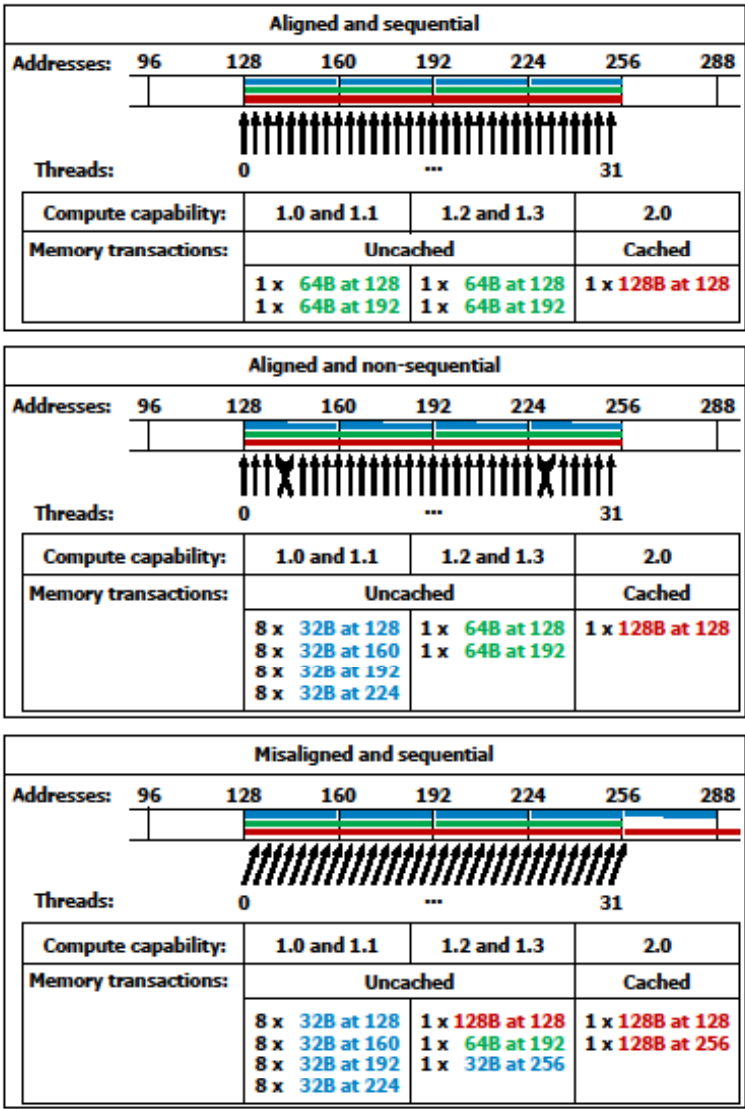 Aligned and sequential
Addresses: 96 128 160 192 224 256 288
Threads: 0 ... 31
Compute capability: 1.0 and 1.1 1.2 and 1.3 2.0
Memory transactions: Uncached Cached
1 x 64B at 128 1 x 64B at 128 1 x 128B at 128
1 x 64B at 192 1 x 64B at 192
Aligned and non-sequential
Addresses: 96 128 160 192 224 256 288
Threads: 0 ... 31
Compute capability: 1.0 and 1.1 1.2 and 1.3 2.0
Memory transactions: Uncached Cached
8 x 32B at 128 1 x 64B at 128 1 x 128B at 128
8 x 32B at 160 1 x 64B at 192
8 x 32B at 192
8 x 32B at 224
Misaligned and sequential
Addresses: 96 128 160 192 224 256 288
Threads: 0 ... 31
Compute capability: 1.0 and 1.1 1.2 and 1.3 2.0
Memory transactions: Uncached Cached
8 x 32B at 128 1 x 128B at 128 1 x 128B at 128
8 x 32B at 160 1 x 64B at 192 1 x 128B at 256
8 x 32B at 192 1 x 32B at 256
8 x 32B at 224